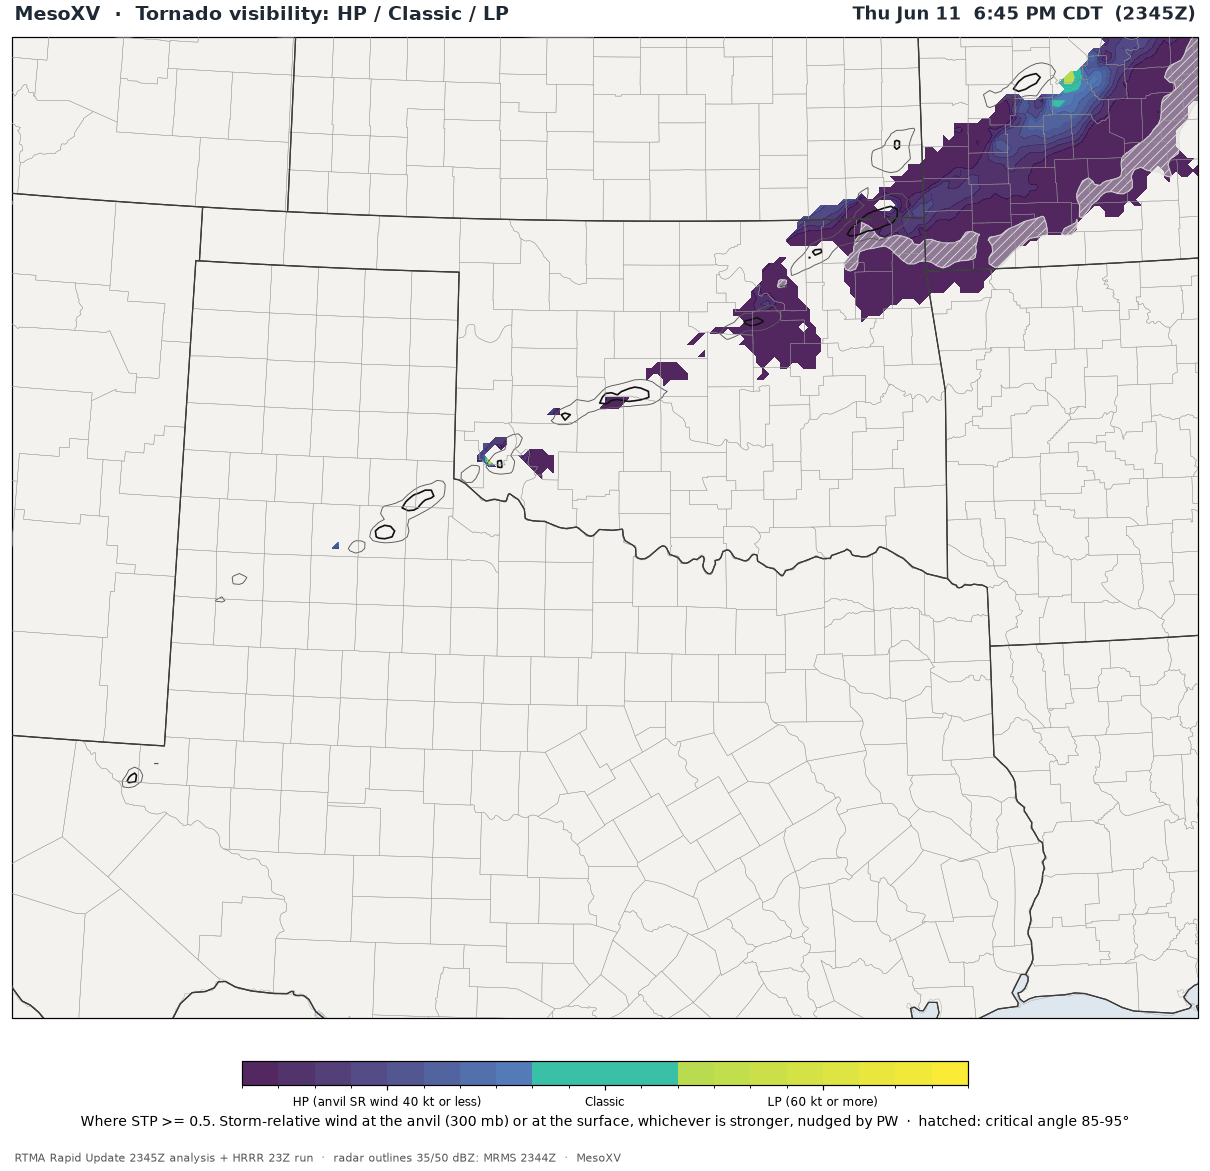 MesoXV · Tornado visibility: HP / Classic / LP
Thu Jun 11 6:45 PM CDT (2345Z)
HP (anvil SR wind 40 kt or less)
Classic
LP (60 kt or more)
Where STP >= 0.5. Storm-relative wind at the anvil (300 mb) or at the surface, whichever is stronger, nudged by PW · hatched: critical angle 85-95°
RTMA Rapid Update 2345Z analysis + HRRR 23Z run · radar outlines 35/50 dBZ: MRMS 2344Z · MesoXV